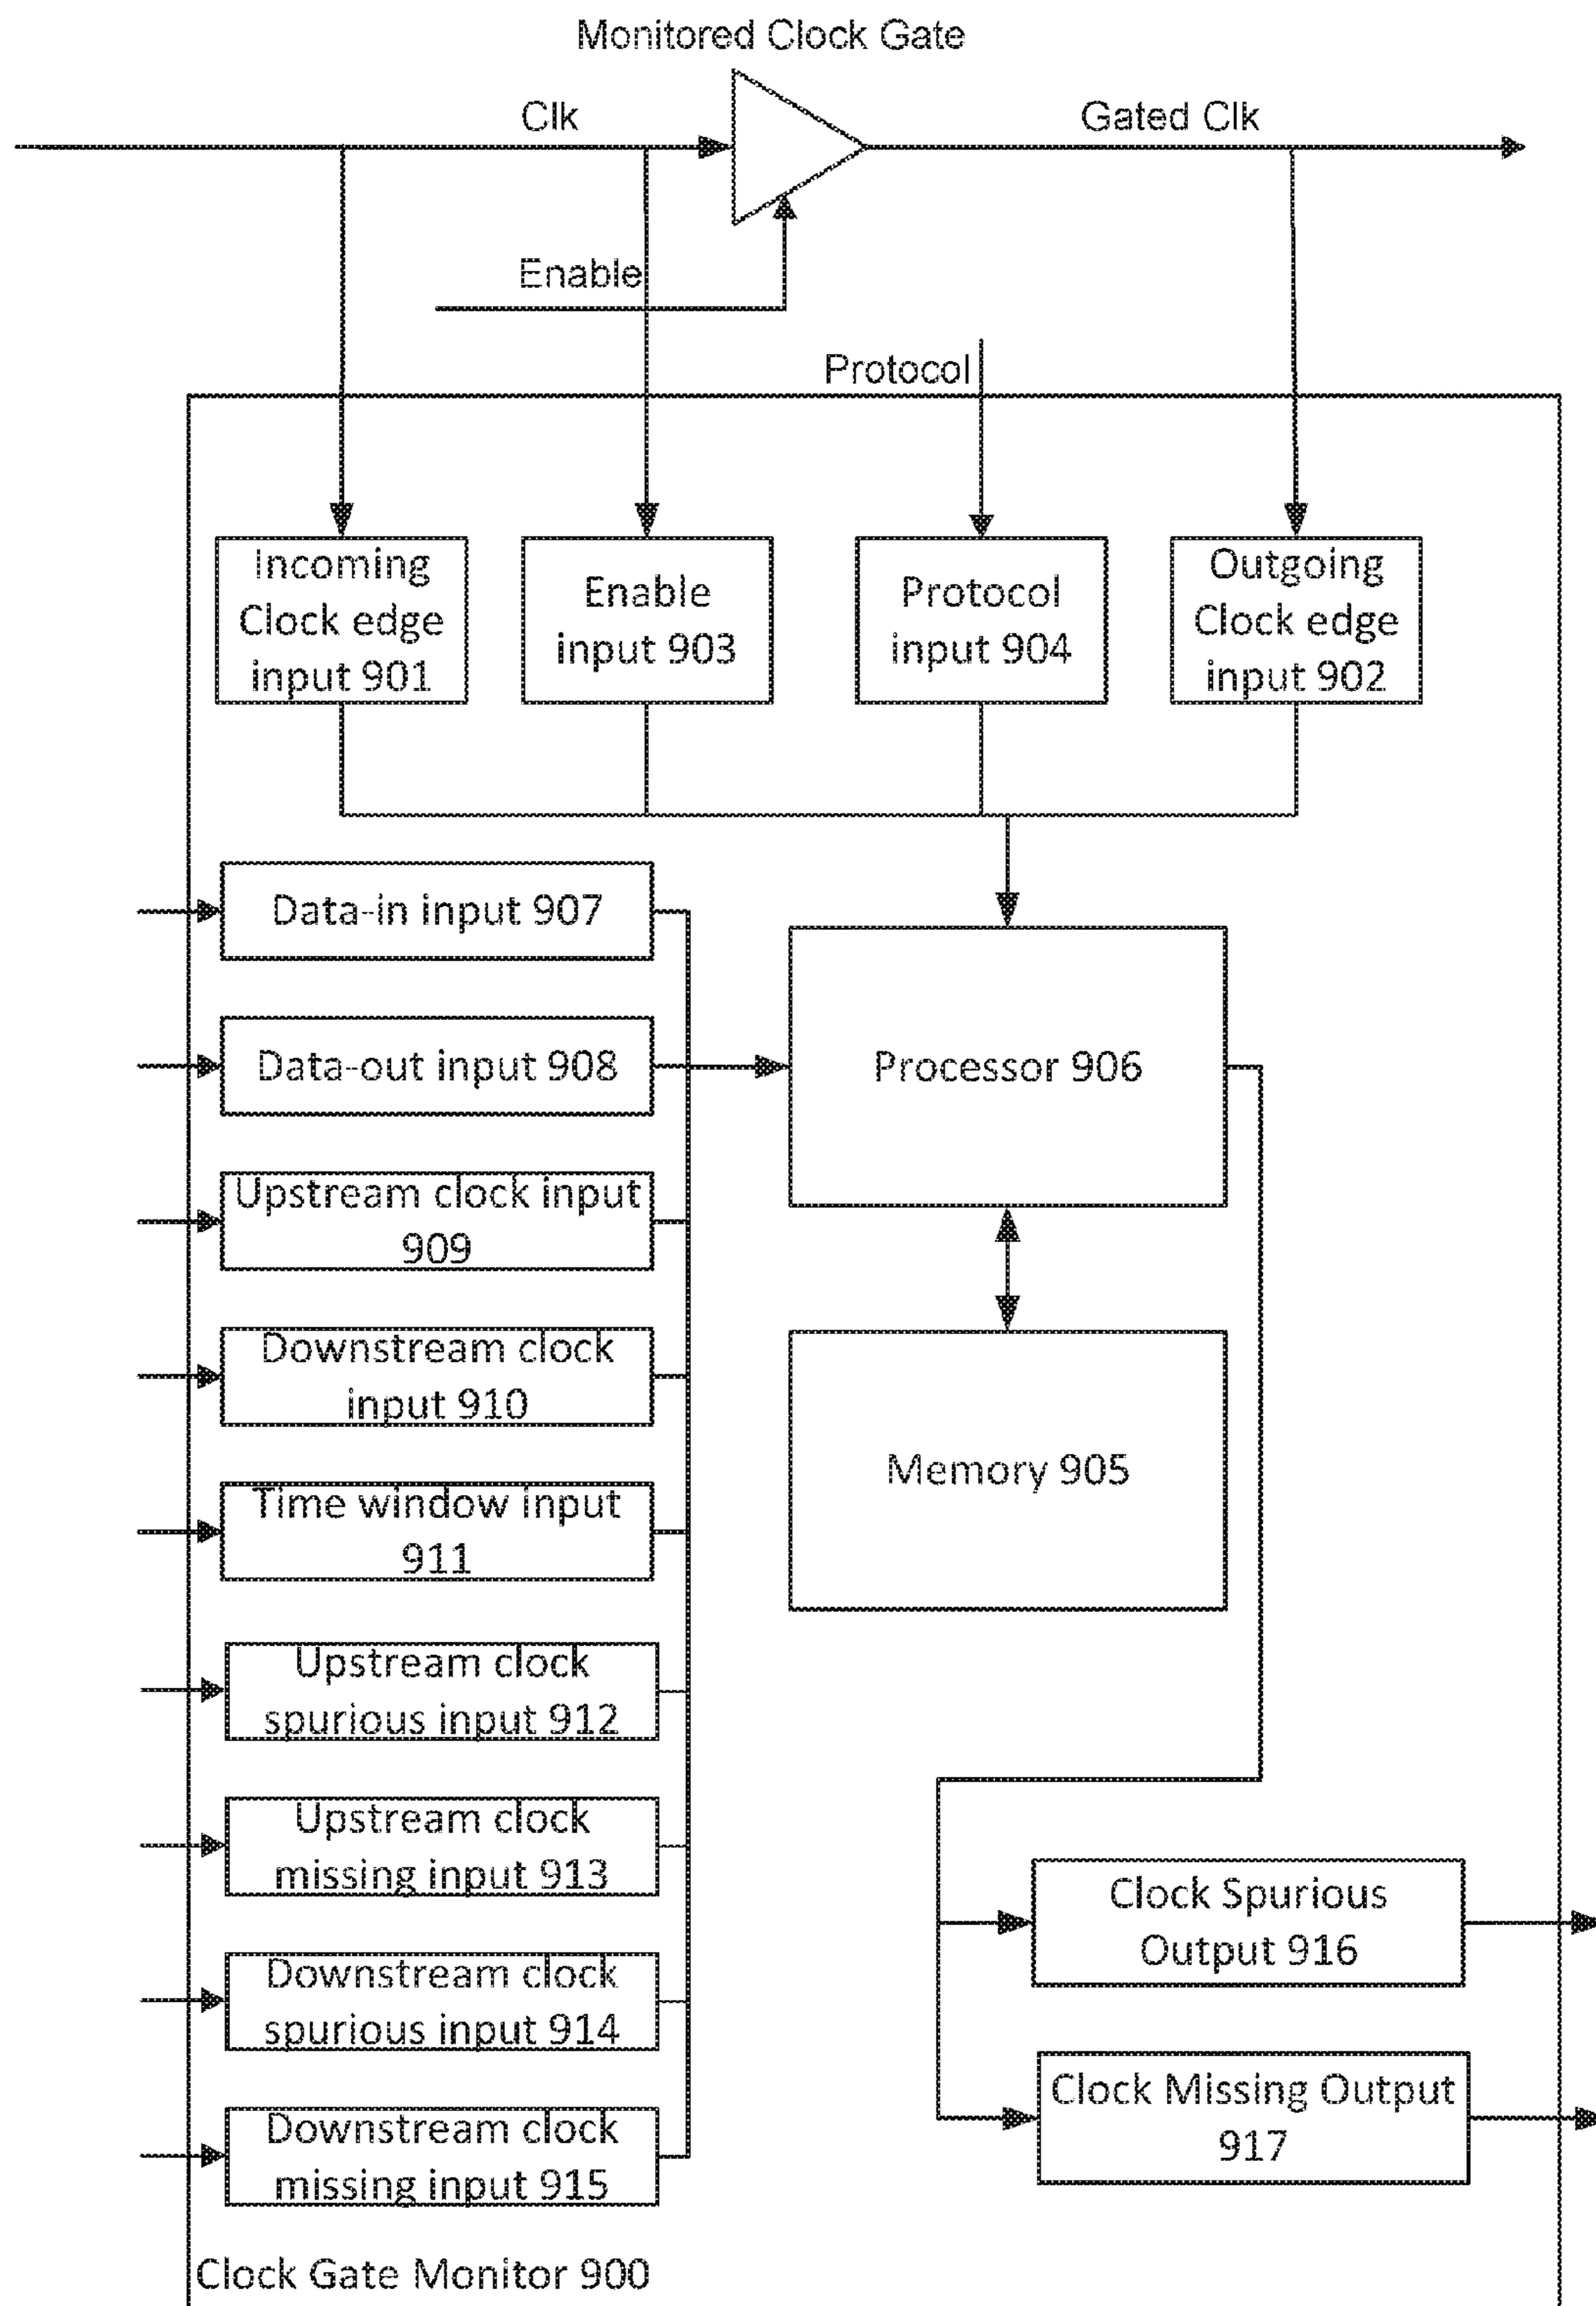 Monitored Clock Gate
Clk
Gated Clk
Enable
Protocol
Incoming
Clock edge
input 901
Enable
input 903
Protocol
input 904
Outgoing
Clock edge
input 902
Data-in input 907
Data-out input 908
Processor 906
Upstream clock input
909
Downstream clock
input 910
Memory 905
Time window input
911
Upstream clock
spurious input 912
Upstream clock
missing input 913
Clock Spurious
Output 916
Downstream clock
spurious input 914
Clock Missing Output
917
Downstream clock
missing input 915
Clock Gate Monitor 900